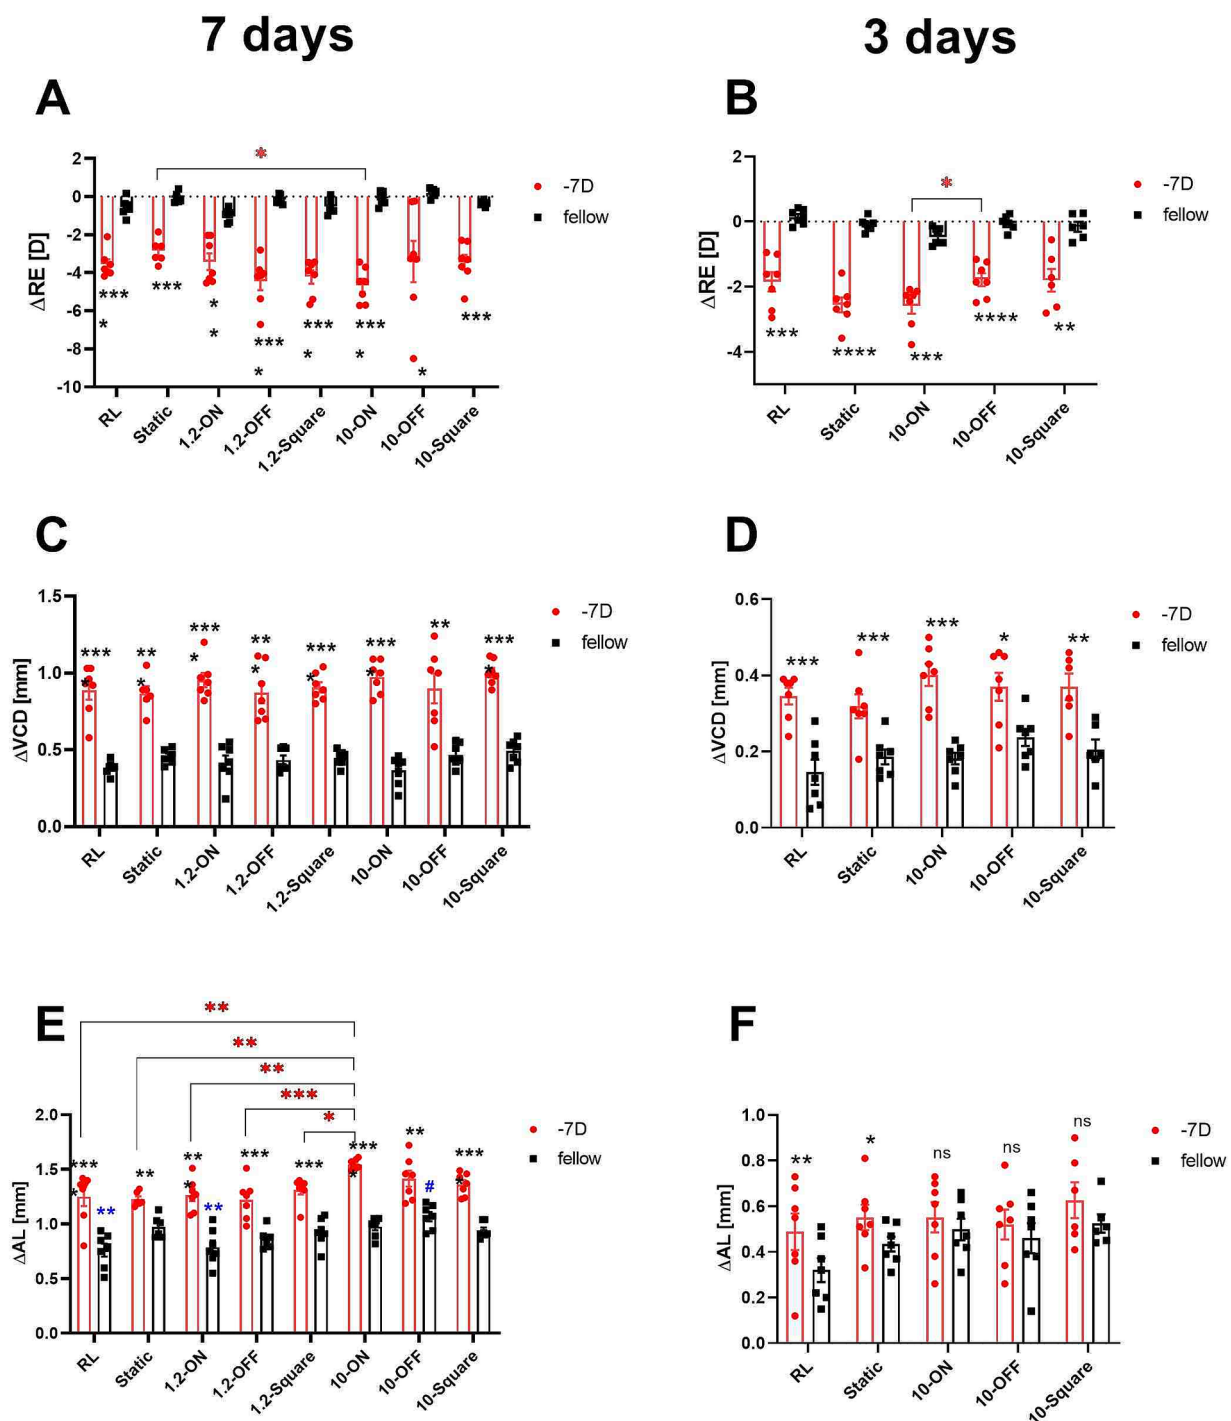 7 days
3 days
A
*
2
0
-2
-4
-6
-8
-10
ΔRE [D]
-7D
fellow
***
*
***
*
*
***
*
***
*
***
*
*
***
RL
Static
1.2-ON
1.2-OFF
1.2-Square
10-ON
10-OFF
10-Square
B
*
2
0
-2
-4
ΔRE [D]
-7D
fellow
***
****
***
****
**
RL
Static
10-ON
10-OFF
10-Square
C
1.5
1.0
0.5
0.0
ΔVCD [mm]
-7D
fellow
***
*
**
*
***
*
**
*
***
*
***
*
**
***
*
RL
Static
1.2-ON
1.2-OFF
1.2-Square
10-ON
10-OFF
10-Square
D
0.6
0.4
0.2
0.0
ΔVCD [mm]
-7D
fellow
***
***
***
*
**
RL
Static
10-ON
10-OFF
10-Square
E
**
**
**
***
*
2.0
1.5
1.0
0.5
0.0
ΔAL [mm]
-7D
fellow
***
*
**
**
**
*
**
***
***
***
*
**
#
***
*
RL
Static
1.2-ON
1.2-OFF
1.2-Square
10-ON
10-OFF
10-Square
F
1.0
0.8
0.6
0.4
0.2
0.0
ΔAL [mm]
-7D
fellow
**
*
ns
ns
ns
RL
Static
10-ON
10-OFF
10-Square